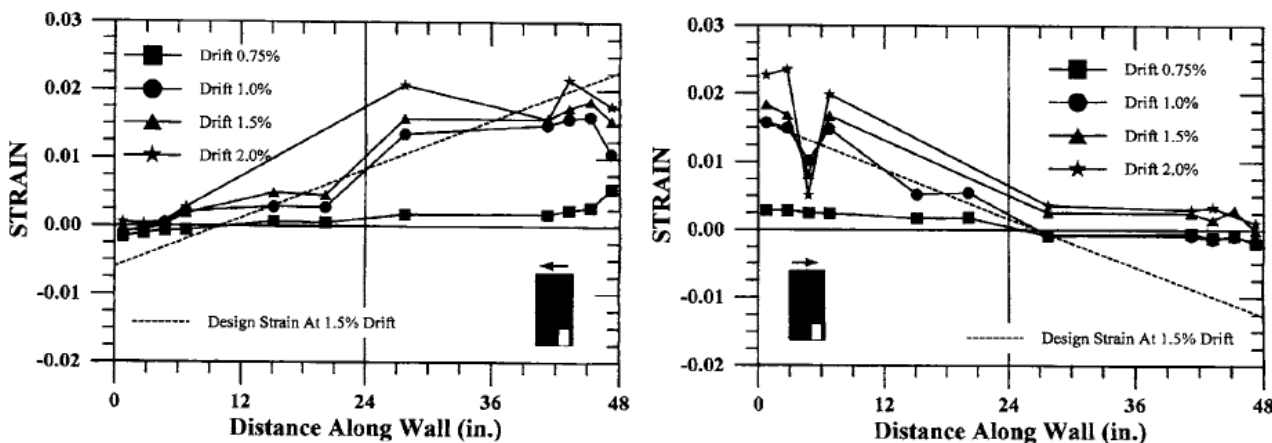 0.03
0.02
0.01
0.00
-0.01
-0.02
STRAIN
Drift 0.75%
Drift 1.0%
Drift 1.5%
Drift 2.0%
Design Strain At 1.5% Drift
0 12 24 36 48
Distance Along Wall (in.)
0.03
0.02
0.01
0.00
-0.01
-0.02
STRAIN
Drift 0.75%
Drift 1.0%
Drift 1.5%
Drift 2.0%
Design Strain At 1.5% Drift
0 12 24 36 48
Distance Along Wall (in.)